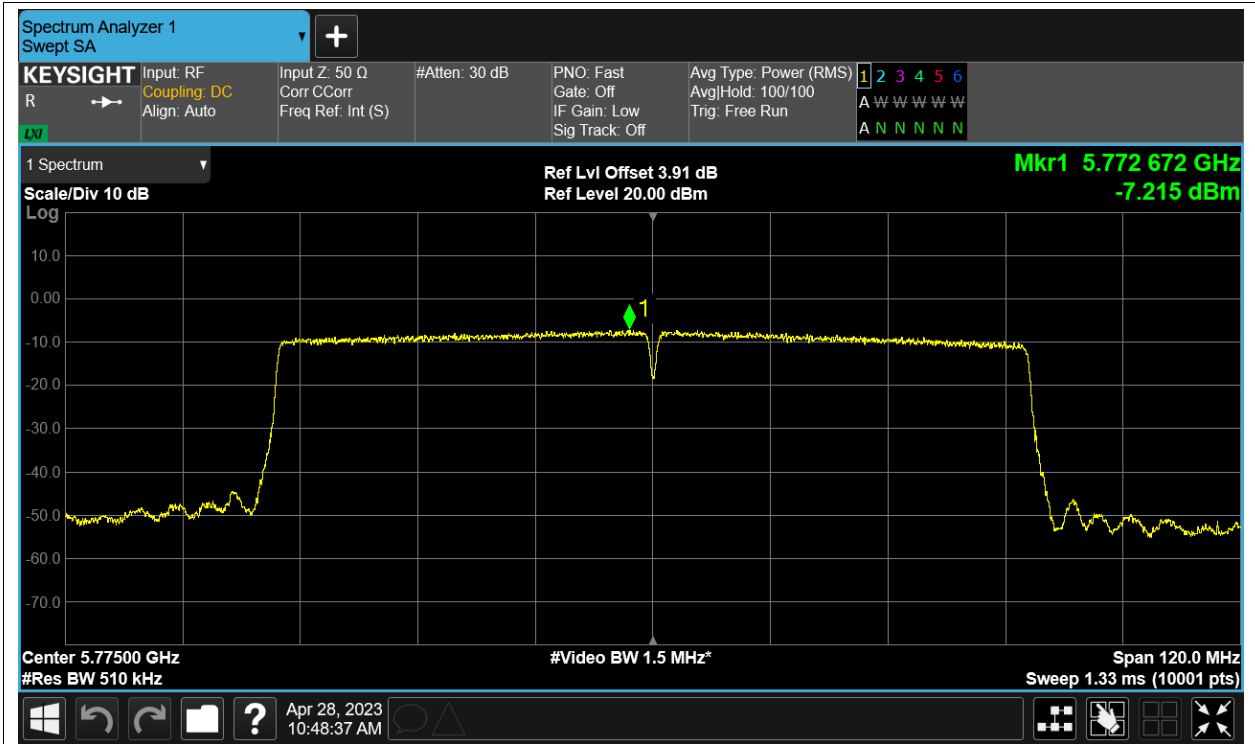 Spectrum Analyzer 1
Swept SA
KEYSIGHT
R
LXI
Input: RF
Coupling: DC
Align: Auto
Input Z: 50 Ω
Corr CCorr
Freq Ref: Int (S)
#Atten: 30 dB
PNO: Fast
Gate: Off
IF Gain: Low
Sig Track: Off
Avg Type: Power (RMS)
Avg|Hold: 100/100
Trig: Free Run
1 2 3 4 5 6
A W W W W W
A N N N N N
1 Spectrum
Scale/Div 10 dB
Log
Ref Lvl Offset 3.91 dB
Ref Level 20.00 dBm
Mkr1 5.772 672 GHz
-7.215 dBm
10.0
0.00
-10.0
-20.0
-30.0
-40.0
-50.0
-60.0
-70.0
1
Center 5.77500 GHz
#Res BW 510 kHz
#Video BW 1.5 MHz*
Span 120.0 MHz
Sweep 1.33 ms (10001 pts)
?
Apr 28, 2023
10:48:37 AM